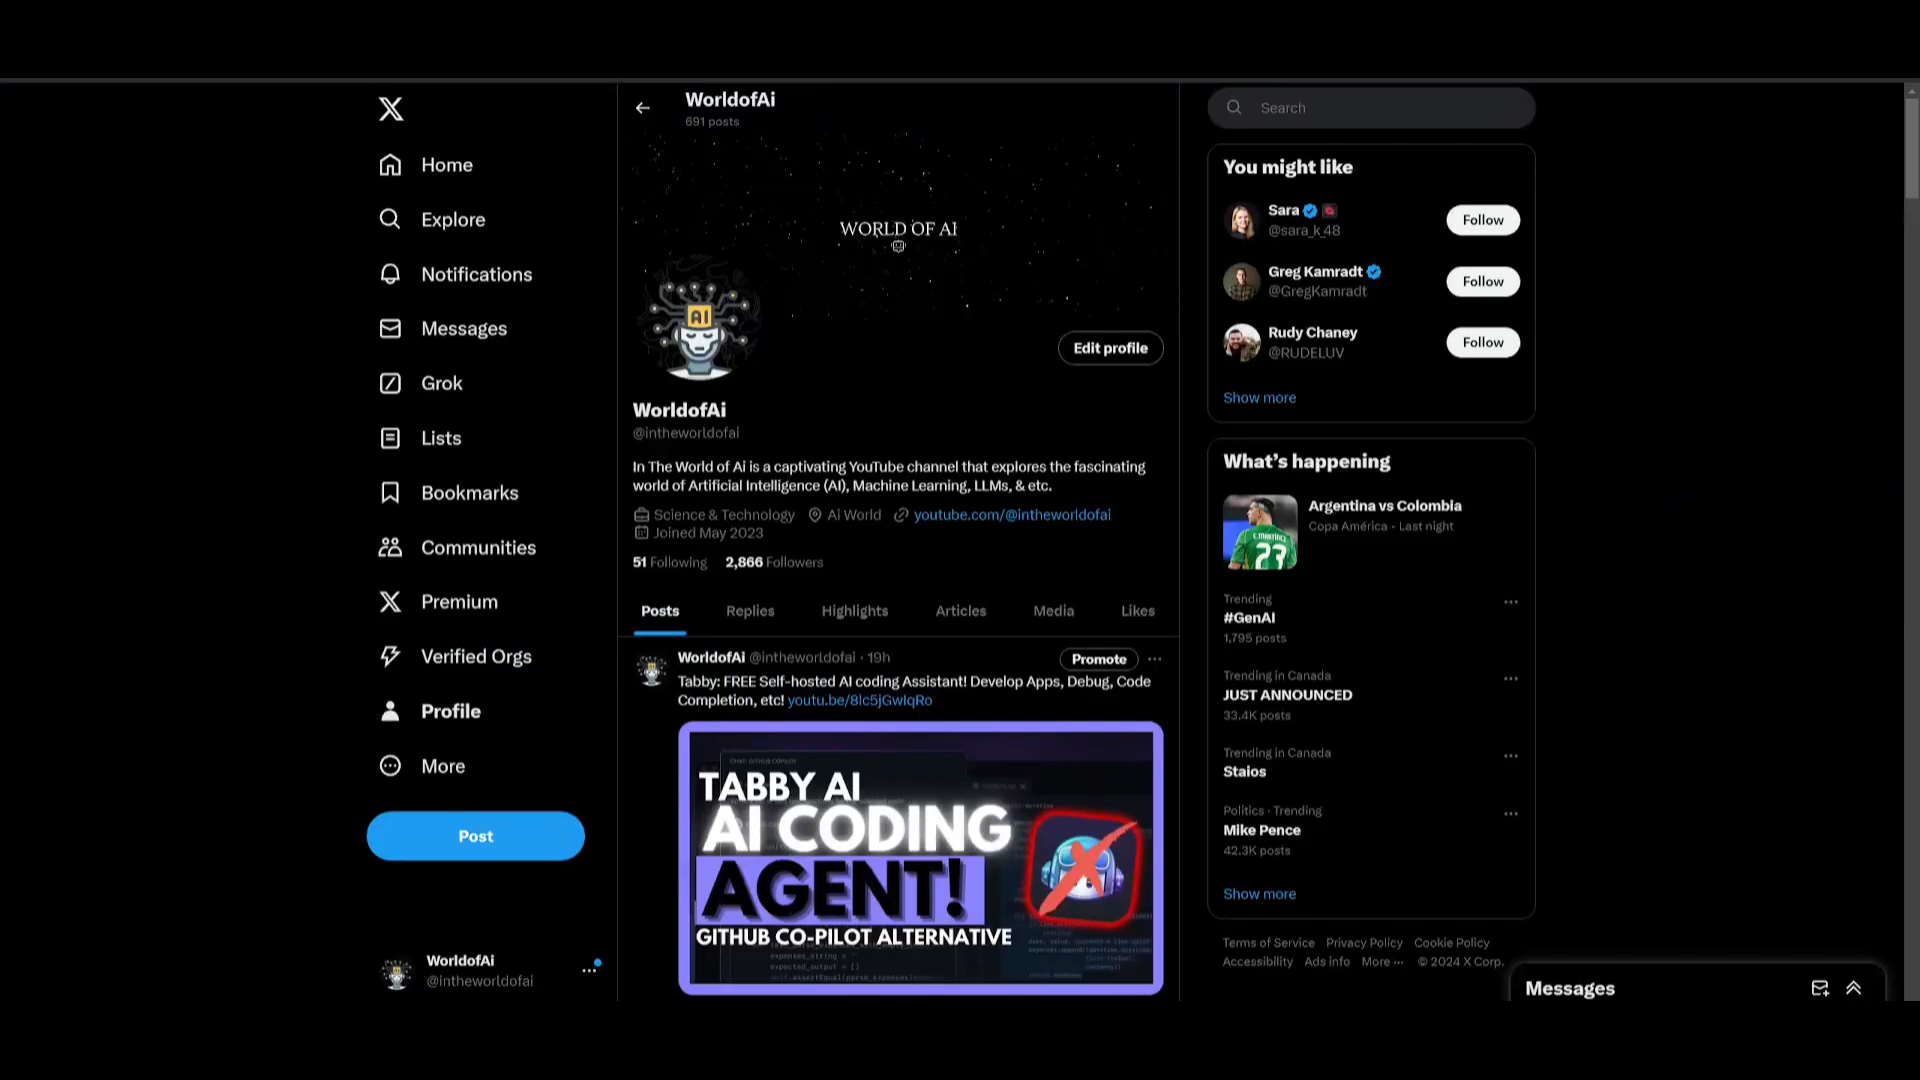 Home
Explore
Notifications
Messages
Grok
Lists
Bookmarks
Communities
Premium
Verified Orgs
Profile
More
Post
WorldofAi
@intheworldofai
WorldofAi
691 posts
WORLD OF AI
AI
Edit profile
WorldofAi
@intheworldofai
In The World of Ai is a captivating YouTube channel that explores the fascinating
world of Artificial Intelligence (AI), Machine Learning, LLMs, & etc.
Science & Technology Ai World youtube.com/@intheworldofai
Joined May 2023
51 Following 2,866 Followers
Posts Replies Highlights Articles Media Likes
WorldofAi @intheworldofai · 19h Promote
Tabby: FREE Self-hosted AI coding Assistant! Develop Apps, Debug, Code
Completion, etc! youtu.be/8lc5jGwIqRo
TABBY AI
AI CODING
AGENT!
GITHUB CO-PILOT ALTERNATIVE
expenses_string =
expected_output = []
Search
You might like
Sara
@sara_k_48
Follow
Greg Kamradt
@GregKamradt
Follow
Rudy Chaney
@RUDELUV
Follow
Show more
What's happening
Argentina vs Colombia
Copa América · Last night
23
Trending
#GenAI
1,795 posts
Trending in Canada
JUST ANNOUNCED
33.4K posts
Trending in Canada
Staios
Politics · Trending
Mike Pence
42.3K posts
Show more
Terms of Service Privacy Policy Cookie Policy
Accessibility Ads info More ··· © 2024 X Corp.
Messages